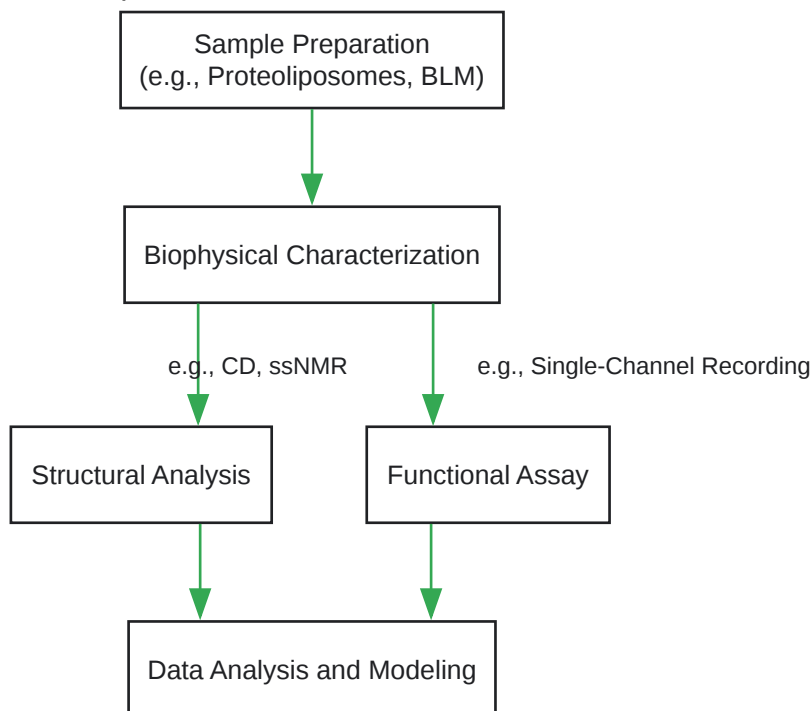 Sample Preparation
(e.g., Proteoliposomes, BLM)
Biophysical Characterization
e.g., CD, ssNMR
e.g., Single-Channel Recording
Structural Analysis
Functional Assay
Data Analysis and Modeling